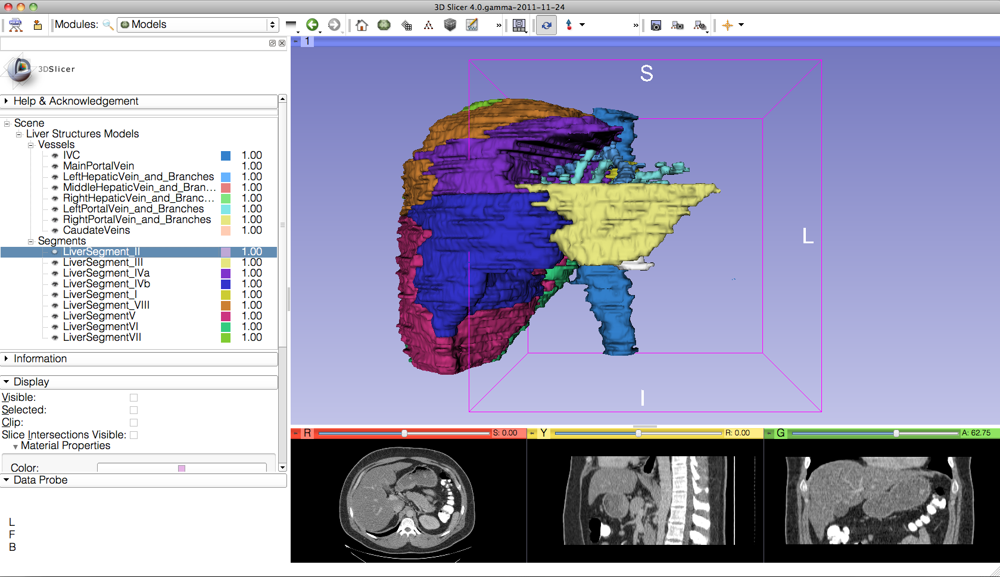 3D Slicer 4.0.gamma-2011-11-24
MRML
Modules: Models
1
3DSlicer
Help & Acknowledgement
Scene
Liver Structures Models
Vessels
IVC 1.00
MainPortalVein 1.00
LeftHepaticVein_and_Branches 1.00
MiddleHepaticVein_and_Bran... 1.00
RightHepaticVein_and_Branc... 1.00
LeftPortalVein_and_Branches 1.00
RightPortalVein_and_Branches 1.00
CaudateVeins 1.00
Segments
LiverSegment_II 1.00
LiverSegment_III 1.00
LiverSegment_IVa 1.00
LiverSegment_IVb 1.00
LiverSegment_I 1.00
LiverSegment_VIII 1.00
LiverSegmentV 1.00
LiverSegmentVI 1.00
LiverSegmentVII 1.00
Information
Display
Visible:
Selected:
Clip:
Slice Intersections Visible:
Material Properties
Color:
Data Probe
L
F
B
S
L
I
R S: 0.00
Y R: 0.00
G A: 62.75